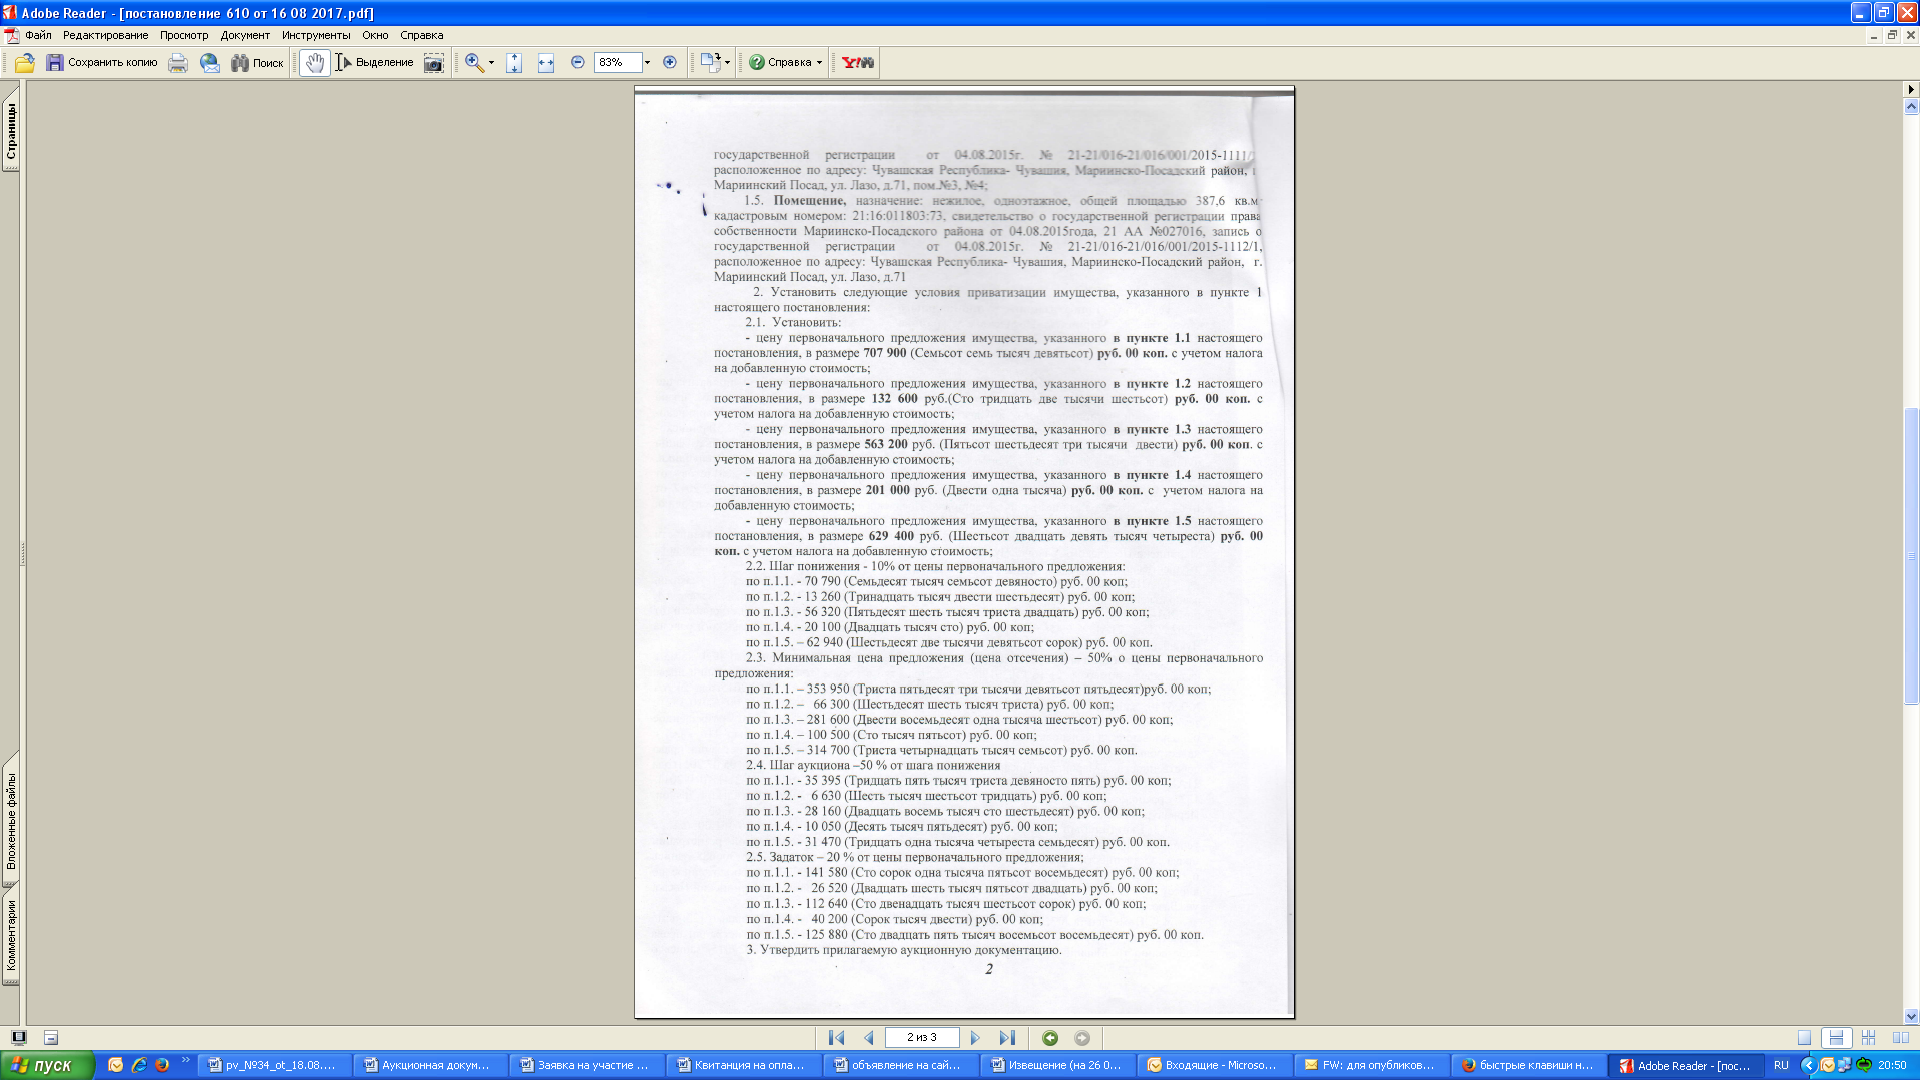 Adobe Reader - [постановление 610 от 16 08 2017.pdf]
Файл Редактирование Просмотр Документ Инструменты Окно Справка
Сохранить копию Поиск Выделение 83% Справка Y!
Страницы
государственной регистрации от 04.08.2015г. № 21-21/016-21/016/001/2015-1111/
расположенное по адресу: Чувашская Республика- Чувашия, Мариинско-Посадский район,
Мариинский Посад, ул. Лазо, д.71, пом.№3, №4;
1.5. Помещение, назначение: нежилое, одноэтажное, общей площадью 387,6 кв.м
кадастровым номером: 21:16:011803:73, свидетельство о государственной регистрации права
собственности Мариинско-Посадского района от 04.08.2015года, 21 АА №027016, запись о
государственной регистрации от 04.08.2015г. № 21-21/016-21/016/001/2015-1112/1,
расположенное по адресу: Чувашская Республика- Чувашия, Мариинско-Посадский район, г.
Мариинский Посад, ул. Лазо, д.71
2. Установить следующие условия приватизации имущества, указанного в пункте 1
настоящего постановления:
2.1. Установить:
- цену первоначального предложения имущества, указанного в пункте 1.1 настоящего
постановления, в размере 707 900 (Семьсот семь тысяч девятьсот) руб. 00 коп. с учетом налога
на добавленную стоимость;
- цену первоначального предложения имущества, указанного в пункте 1.2 настоящего
постановления, в размере 132 600 руб.(Сто тридцать две тысячи шестьсот) руб. 00 коп. с
учетом налога на добавленную стоимость;
- цену первоначального предложения имущества, указанного в пункте 1.3 настоящего
постановления, в размере 563 200 руб. (Пятьсот шестьдесят три тысячи двести) руб. 00 коп. с
учетом налога на добавленную стоимость;
- цену первоначального предложения имущества, указанного в пункте 1.4 настоящего
постановления, в размере 201 000 руб. (Двести одна тысяча) руб. 00 коп. с учетом налога на
добавленную стоимость;
- цену первоначального предложения имущества, указанного в пункте 1.5 настоящего
постановления, в размере 629 400 руб. (Шестьсот двадцать девять тысяч четыреста) руб. 00
коп. с учетом налога на добавленную стоимость;
2.2. Шаг понижения - 10% от цены первоначального предложения:
по п.1.1. - 70 790 (Семьдесят тысяч семьсот девяносто) руб. 00 коп;
по п.1.2. - 13 260 (Тринадцать тысяч двести шестьдесят) руб. 00 коп;
по п.1.3. - 56 320 (Пятьдесят шесть тысяч триста двадцать) руб. 00 коп;
по п.1.4. - 20 100 (Двадцать тысяч сто) руб. 00 коп;
по п.1.5. – 62 940 (Шестьдесят две тысячи девятьсот сорок) руб. 00 коп.
2.3. Минимальная цена предложения (цена отсечения) – 50% о цены первоначального
предложения:
по п.1.1. – 353 950 (Триста пятьдесят три тысячи девятьсот пятьдесят)руб. 00 коп;
по п.1.2. – 66 300 (Шестьдесят шесть тысяч триста) руб. 00 коп;
по п.1.3. – 281 600 (Двести восемьдесят одна тысяча шестьсот) руб. 00 коп;
по п.1.4. – 100 500 (Сто тысяч пятьсот) руб. 00 коп;
по п.1.5. – 314 700 (Триста четырнадцать тысяч семьсот) руб. 00 коп.
2.4. Шаг аукциона –50 % от шага понижения
по п.1.1. - 35 395 (Тридцать пять тысяч триста девяносто пять) руб. 00 коп;
по п.1.2. - 6 630 (Шесть тысяч шестьсот тридцать) руб. 00 коп;
по п.1.3. - 28 160 (Двадцать восемь тысяч сто шестьдесят) руб. 00 коп;
по п.1.4. - 10 050 (Десять тысяч пятьдесят) руб. 00 коп;
по п.1.5. - 31 470 (Тридцать одна тысяча четыреста семьдесят) руб. 00 коп.
2.5. Задаток – 20 % от цены первоначального предложения;
по п.1.1. - 141 580 (Сто сорок одна тысяча пятьсот восемьдесят) руб. 00 коп;
по п.1.2. - 26 520 (Двадцать шесть тысяч пятьсот двадцать) руб. 00 коп;
по п.1.3. - 112 640 (Сто двенадцать тысяч шестьсот сорок) руб. 00 коп;
по п.1.4. - 40 200 (Сорок тысяч двести) руб. 00 коп;
по п.1.5. - 125 880 (Сто двадцать пять тысяч восемьсот восемьдесят) руб. 00 коп.
3. Утвердить прилагаемую аукционную документацию.
2
Вложенные файлы
Комментарии
2 из 3
пуск pv_№34_ot_18.08.... Аукционная докум... Заявка на участие ... Квитанция на опла... объявление на сай... Извещение (на 26 0... Входящие - Microso... FW: для опубликов... быстрые клавиши н... Adobe Reader - [пос... RU 20:50